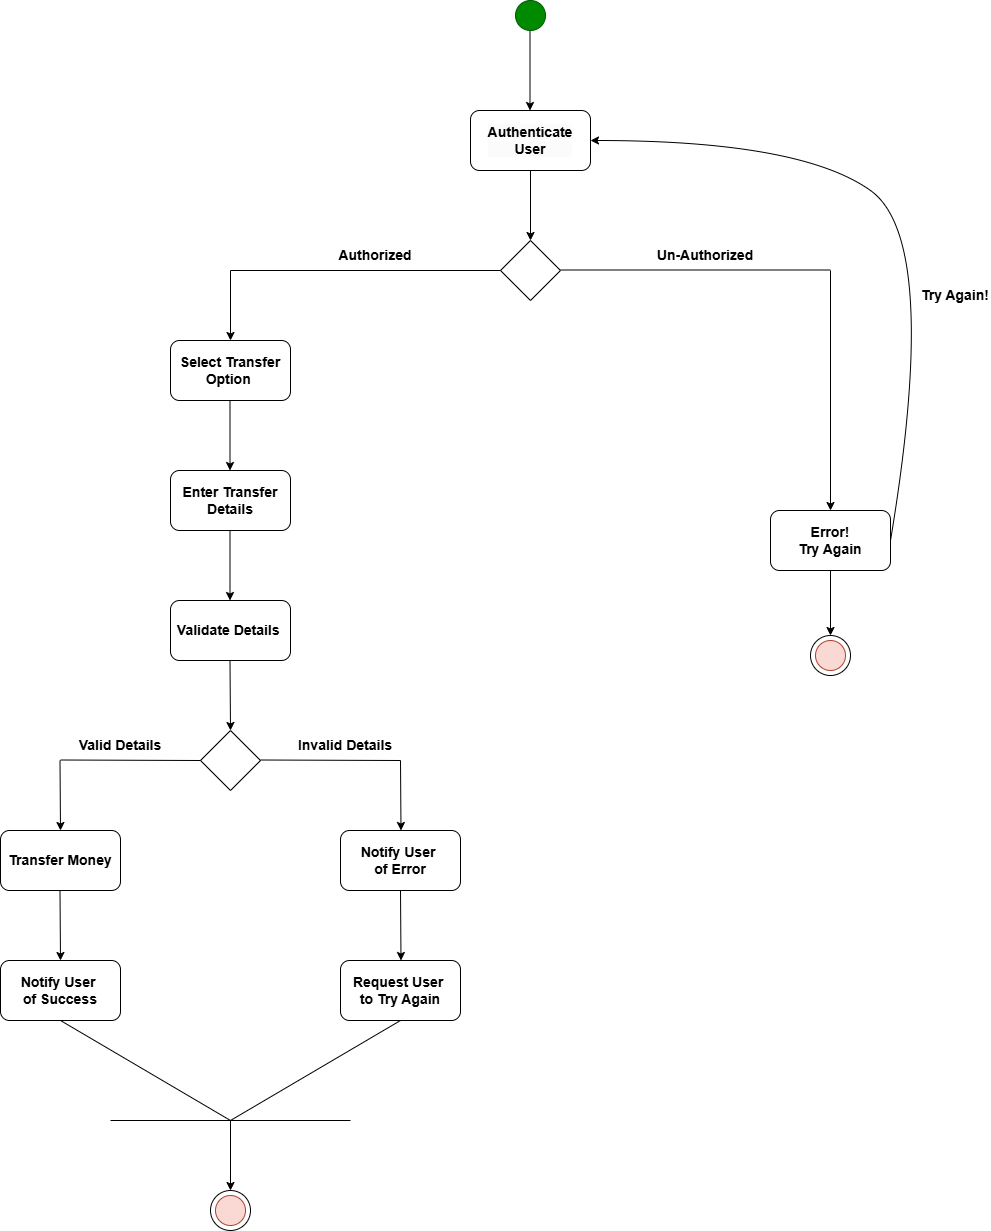 Authenticate
User
Authorized
Un-Authorized
Try Again!
Select Transfer
Option
Enter Transfer
Details
Error!
Try Again
Validate Details
Valid Details
Invalid Details
Transfer Money
Notify User
of Error
Notify User
of Success
Request User
to Try Again